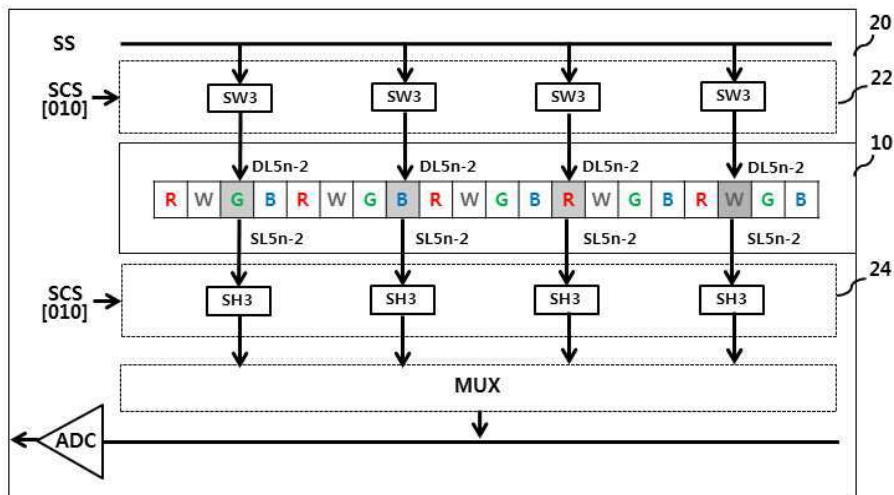 SS
20
SCS
[010]
SW3 SW3 SW3 SW3
22
10
DL5n-2 DL5n-2 DL5n-2 DL5n-2
R W G B R W G B R W G B R W G B R W G B
SL5n-2 SL5n-2 SL5n-2 SL5n-2
24
SCS
[010]
SH3 SH3 SH3 SH3
MUX
ADC